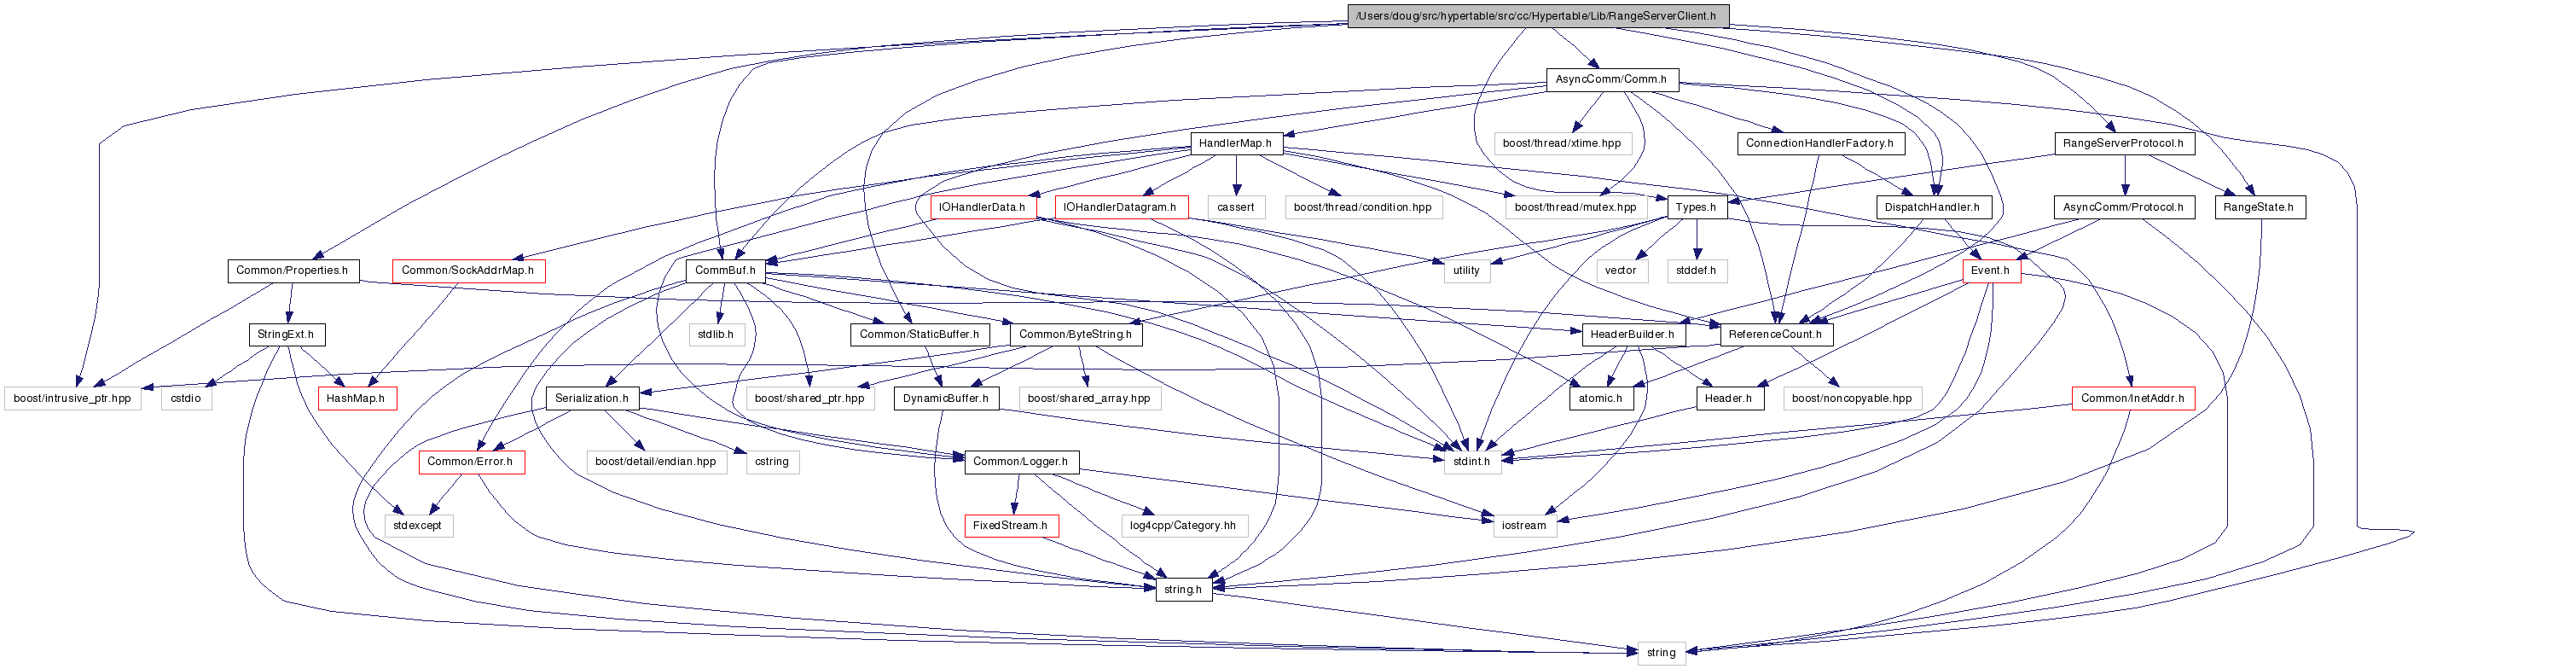 /Users/doug/src/hypertable/src/cc/Hypertable/Lib/RangeServerClient.h
AsyncComm/Comm.h
HandlerMap.h
boost/thread/xtime.hpp
ConnectionHandlerFactory.h
RangeServerProtocol.h
IOHandlerData.h
IOHandlerDatagram.h
cassert
boost/thread/condition.hpp
boost/thread/mutex.hpp
Types.h
DispatchHandler.h
AsyncComm/Protocol.h
RangeState.h
Common/Properties.h
Common/SockAddrMap.h
CommBuf.h
utility
vector
stddef.h
Event.h
StringExt.h
stdlib.h
Common/StaticBuffer.h
Common/ByteString.h
HeaderBuilder.h
ReferenceCount.h
boost/intrusive_ptr.hpp
cstdio
HashMap.h
Serialization.h
boost/shared_ptr.hpp
DynamicBuffer.h
boost/shared_array.hpp
atomic.h
Header.h
boost/noncopyable.hpp
Common/InetAddr.h
Common/Error.h
boost/detail/endian.hpp
cstring
Common/Logger.h
stdint.h
stdexcept
FixedStream.h
log4cpp/Category.hh
iostream
string.h
string